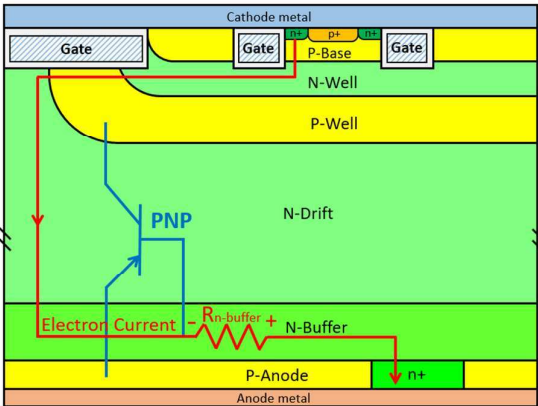 Cathode metal
Gate
Gate
n+
p+
n+
Gate
P-Base
N-Well
P-Well
PNP
N-Drift
Electron Current
- Rn-buffer +
N-Buffer
P-Anode
n+
Anode metal